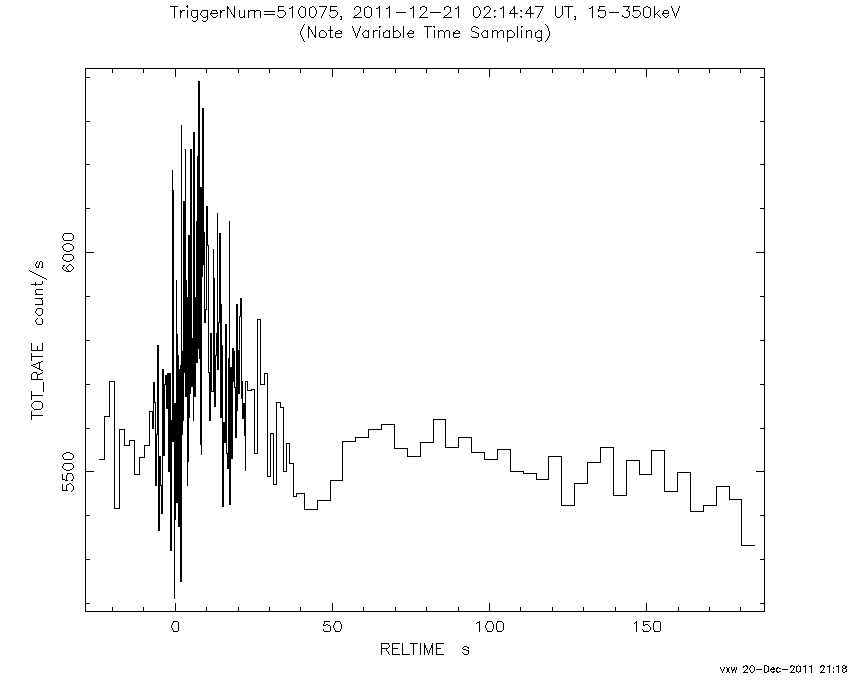 TriggerNum=510075, 2011-12-21 02:14:47 UT, 15-350keV
(Note Variable Time Sampling)
TOT_RATE count/s
6000
5500
0 50 100 150
RELTIME s
vxw 20-Dec-2011 21:18